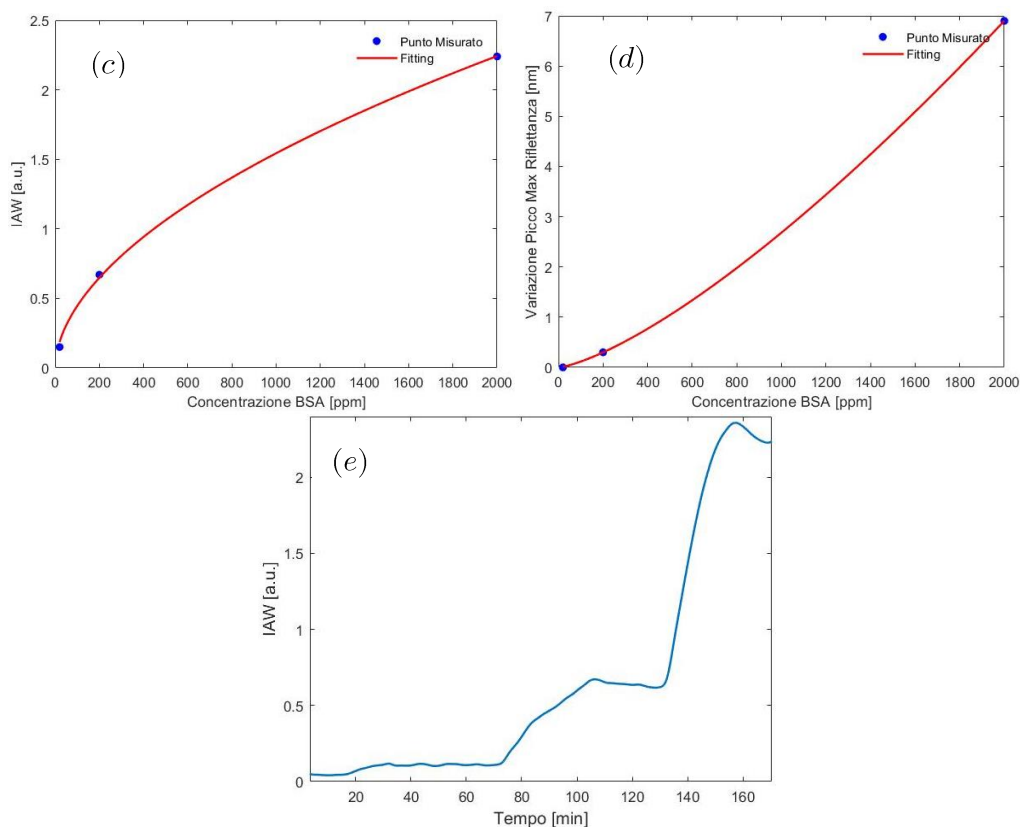 (c)
Punto Misurato
Fitting
IAW [a.u.]
2.5
2
1.5
1
0.5
0
0 200 400 600 800 1000 1200 1400 1600 1800 2000
Concentrazione BSA [ppm]
(d)
Punto Misurato
Fitting
Variazione Picco Max Riflettanza [nm]
7
6
5
4
3
2
1
0
0 200 400 600 800 1000 1200 1400 1600 1800 2000
Concentrazione BSA [ppm]
(e)
IAW [a.u.]
2
1.5
1
0.5
0
20 40 60 80 100 120 140 160
Tempo [min]